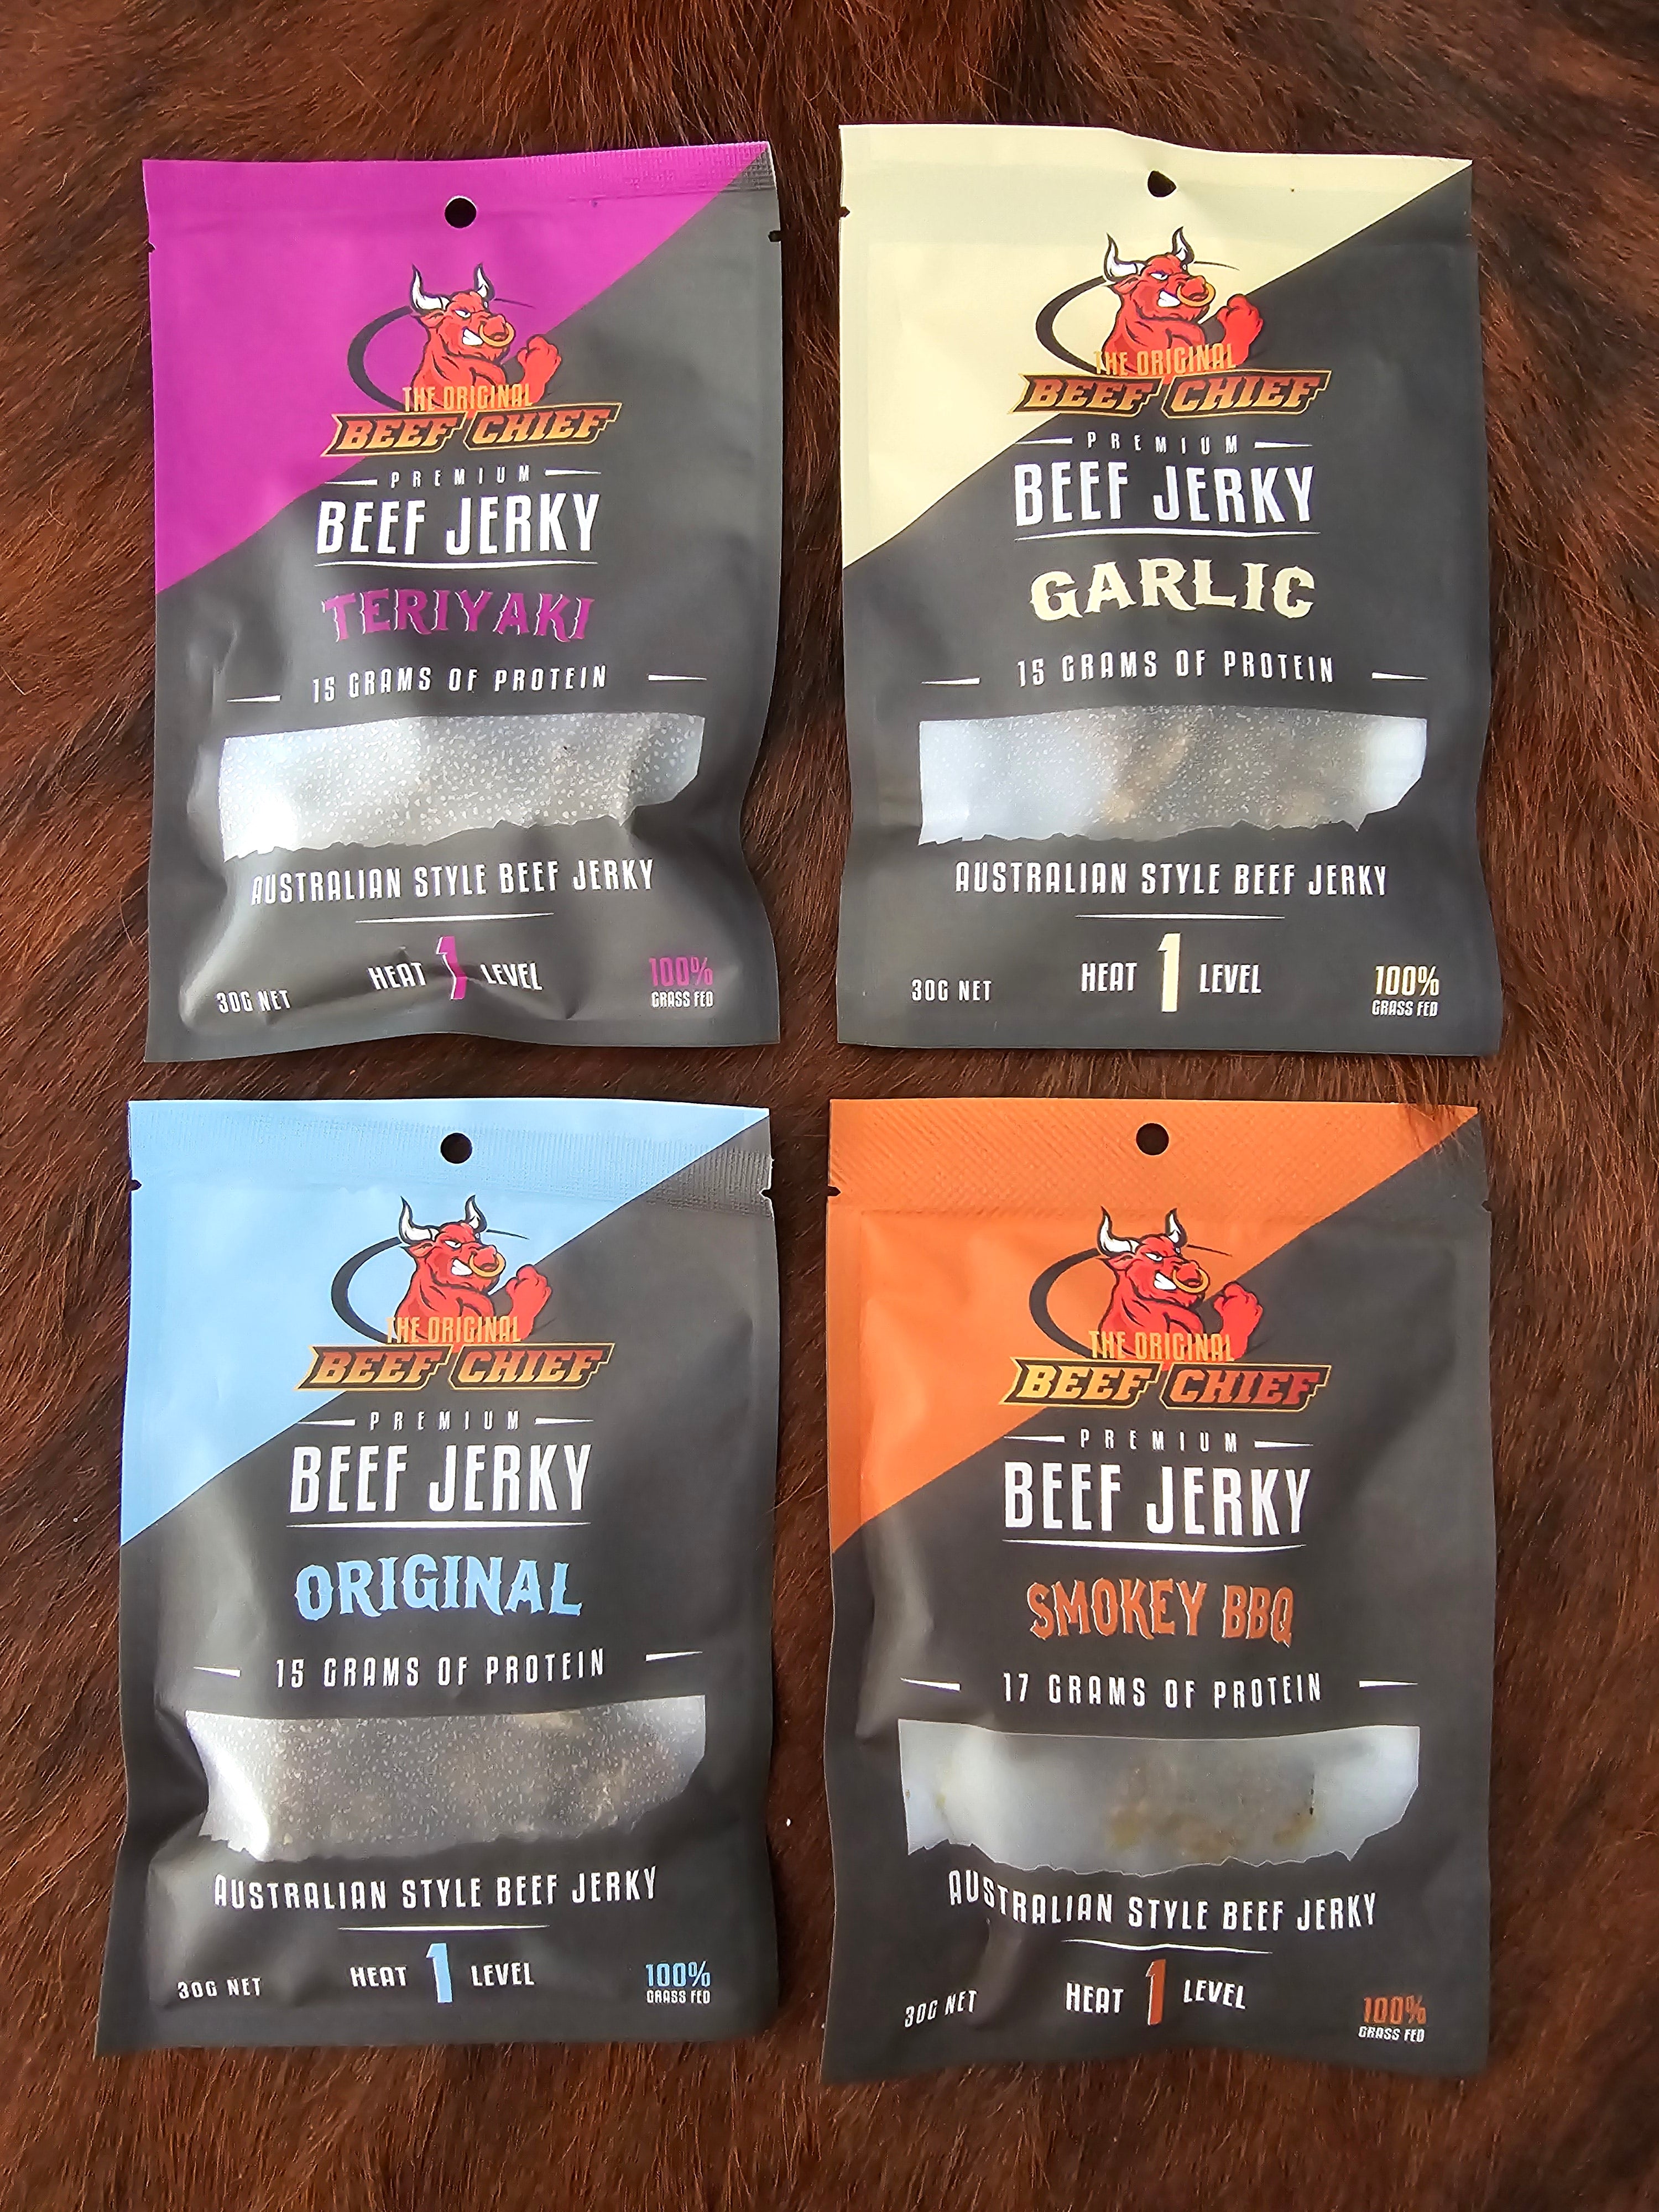 THE ORIGINAL
BEEF CHIEF
PREMIUM
BEEF JERKY
TERIYAKI
15 GRAMS OF PROTEIN
AUSTRALIAN STYLE BEEF JERKY
30G NET
HEAT 1 LEVEL
100%
GRASS FED
THE ORIGINAL
BEEF CHIEF
PREMIUM
BEEF JERKY
GARLIC
15 GRAMS OF PROTEIN
AUSTRALIAN STYLE BEEF JERKY
30G NET
HEAT 1 LEVEL
100%
GRASS FED
THE ORIGINAL
BEEF CHIEF
PREMIUM
BEEF JERKY
ORIGINAL
15 GRAMS OF PROTEIN
AUSTRALIAN STYLE BEEF JERKY
30G NET
HEAT 1 LEVEL
100%
GRASS FED
THE ORIGINAL
BEEF CHIEF
PREMIUM
BEEF JERKY
SMOKEY BBQ
17 GRAMS OF PROTEIN
AUSTRALIAN STYLE BEEF JERKY
30G NET
HEAT 1 LEVEL
100%
GRASS FED